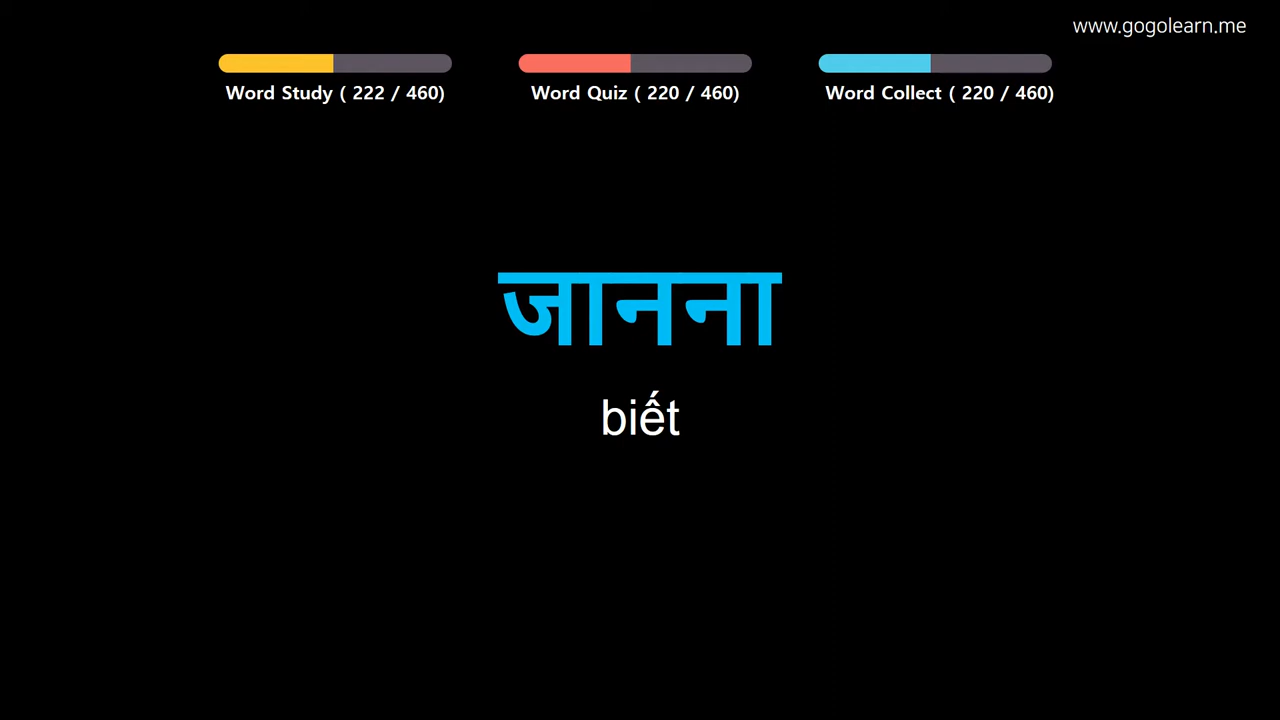 www.gogolearn.me
Word Study ( 222 / 460)
Word Quiz ( 220 / 460)
Word Collect ( 220 / 460)
जानना
biết